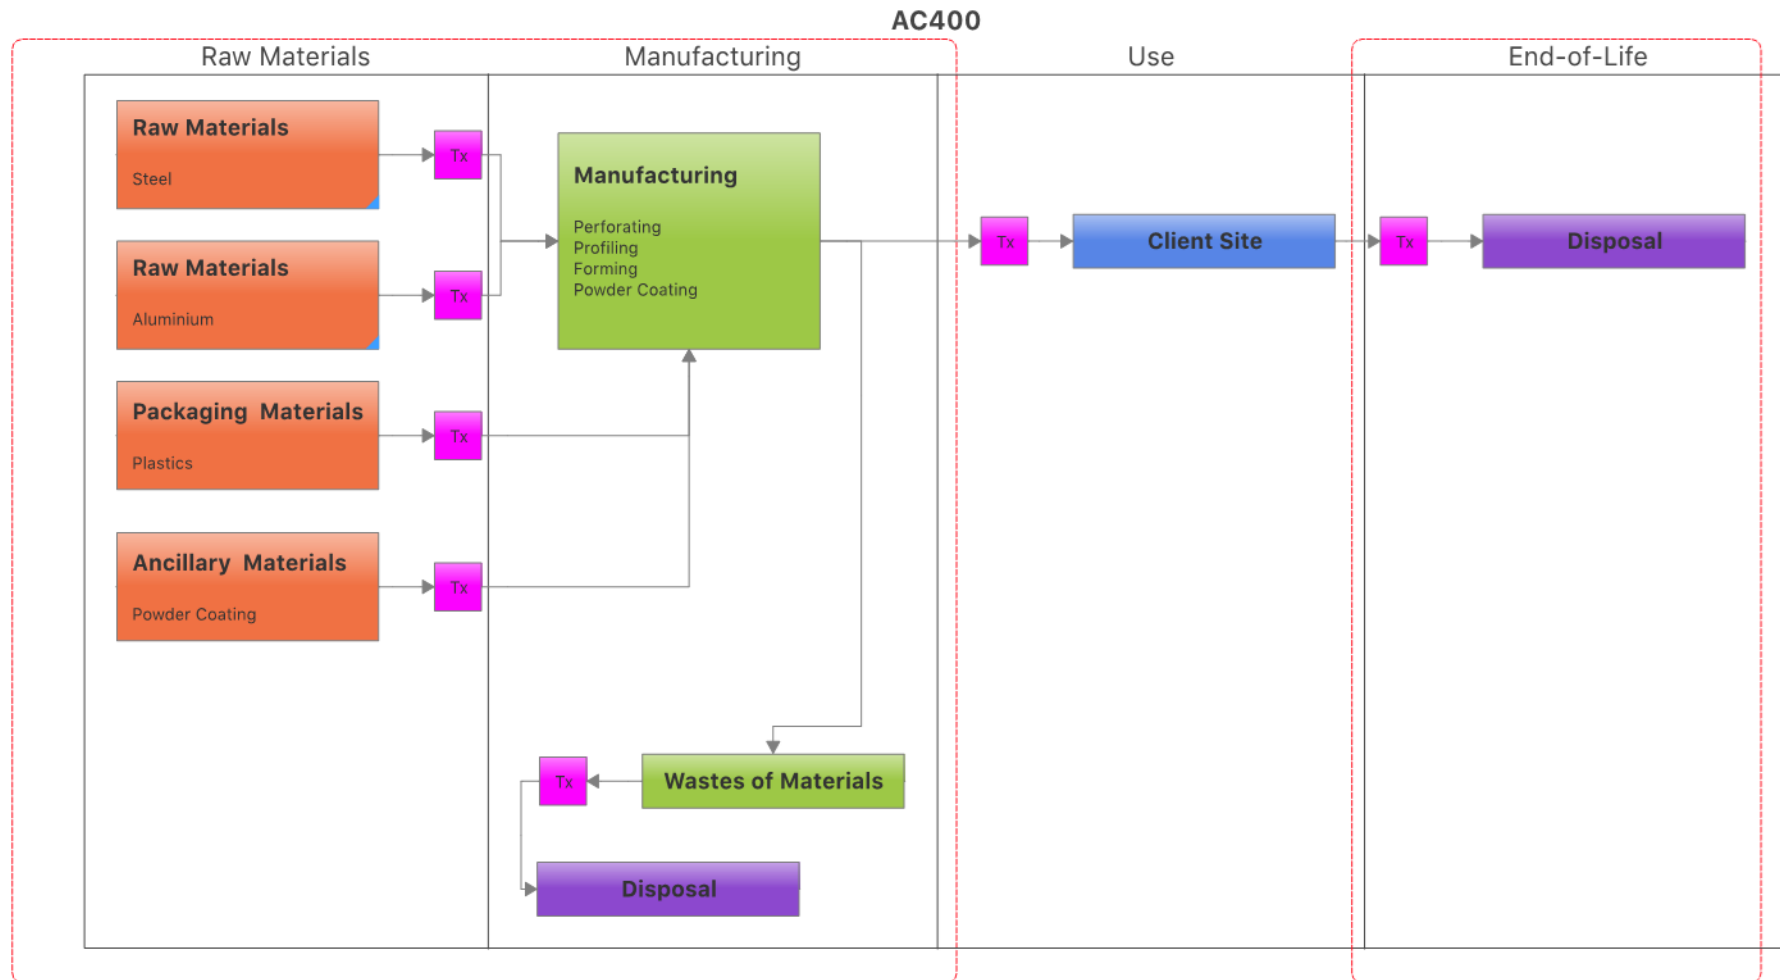 AC400
Raw Materials
Manufacturing
Use
End-of-Life
Raw Materials
Steel
Tx
Raw Materials
Aluminium
Tx
Packaging  Materials
Plastics
Tx
Ancillary  Materials
Powder Coating
Tx
Manufacturing
Perforating
Profiling
Forming
Powder Coating
Wastes of Materials
Tx
Disposal
Tx
Client Site
Tx
Disposal